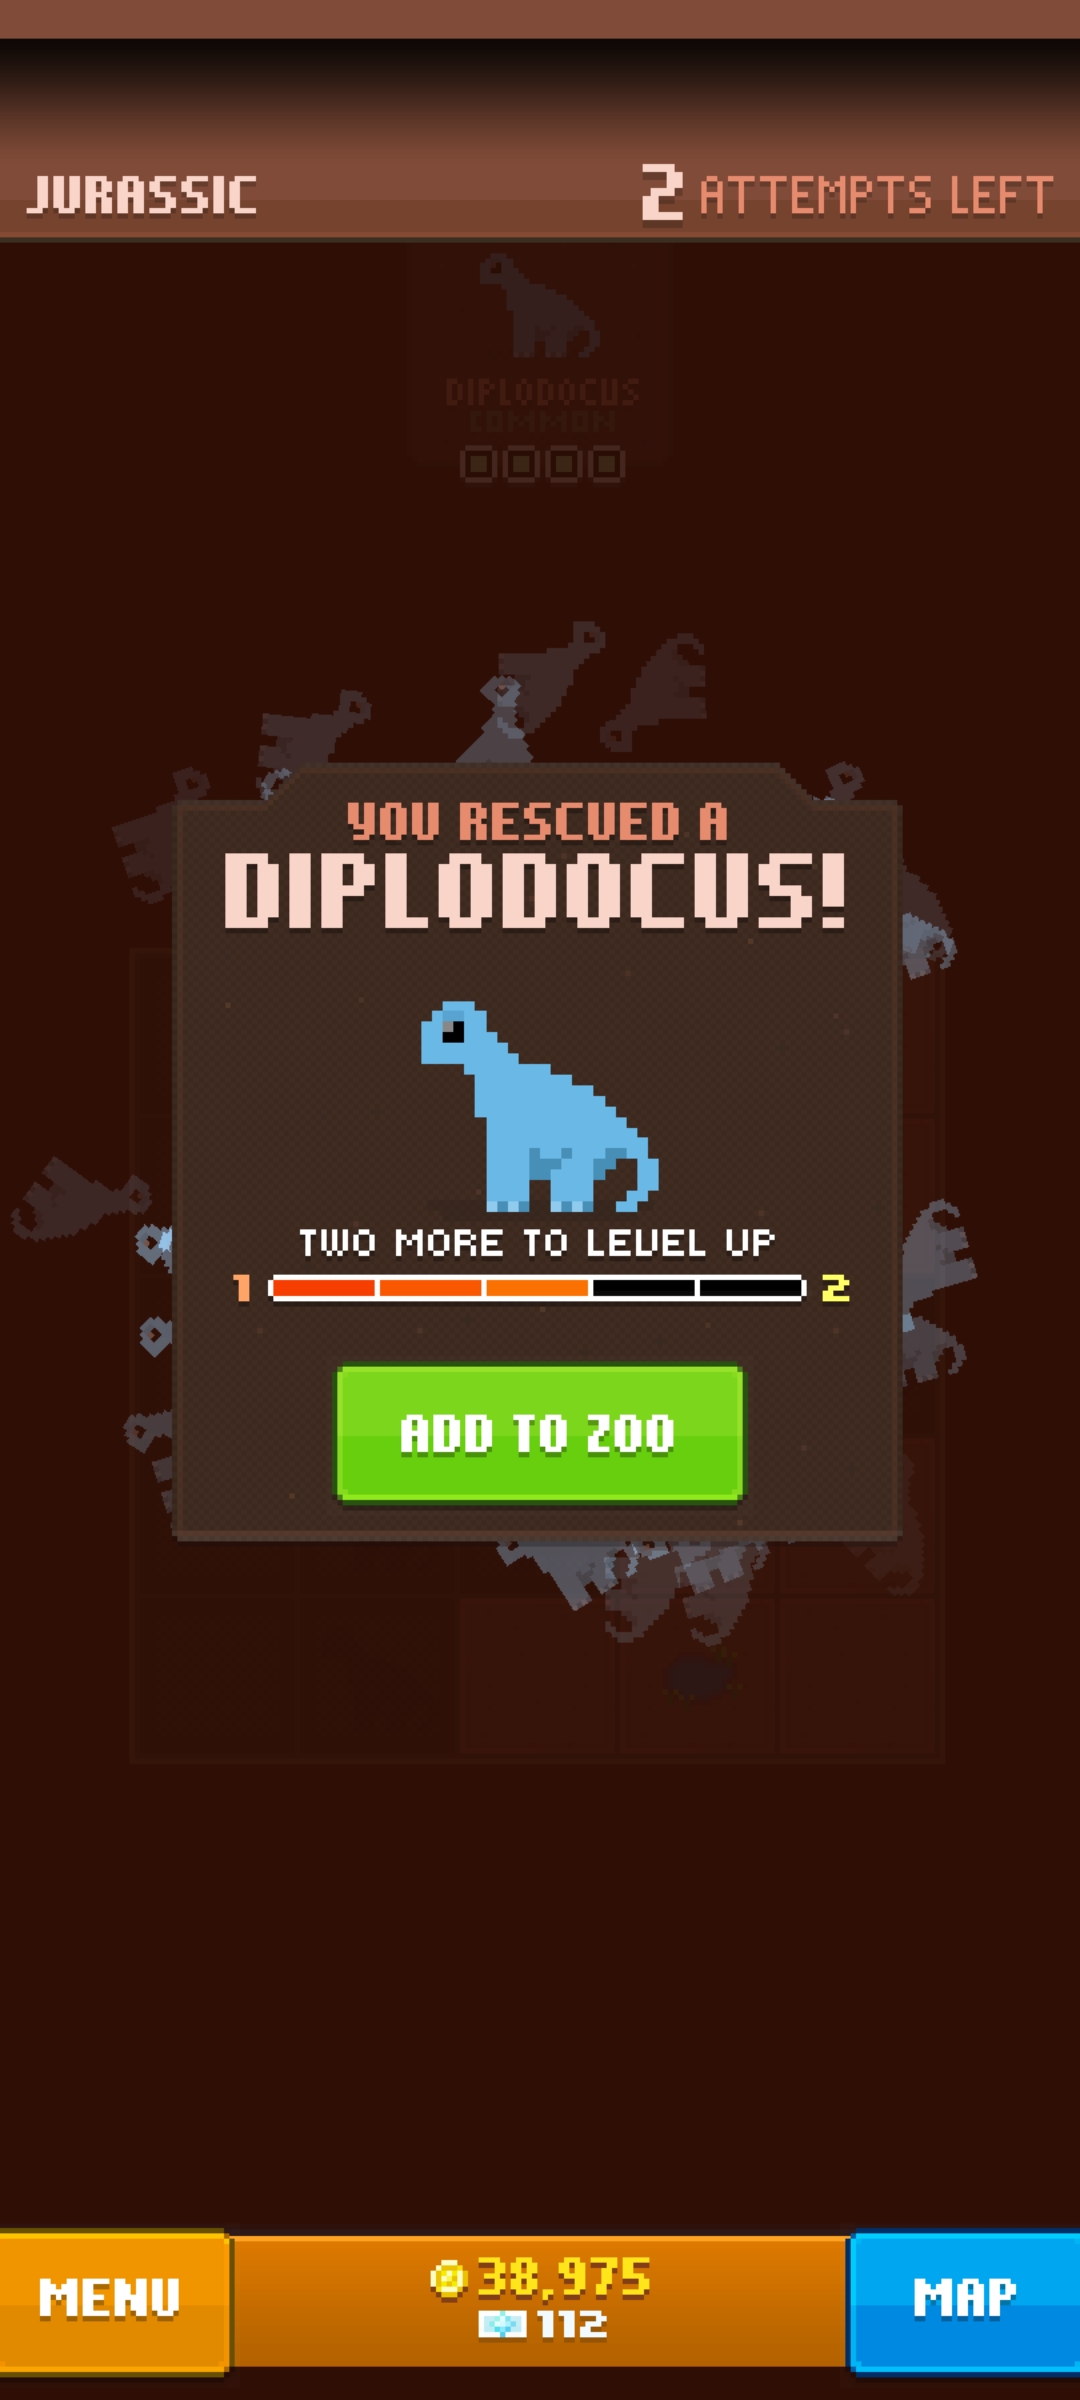 JURASSIC
2 ATTEMPTS LEFT
DIPLODOCUS
COMMON
YOU RESCUED A
DIPLODOCUS!
TWO MORE TO LEVEL UP
1 2
ADD TO ZOO
MENU
38,975
112
MAP